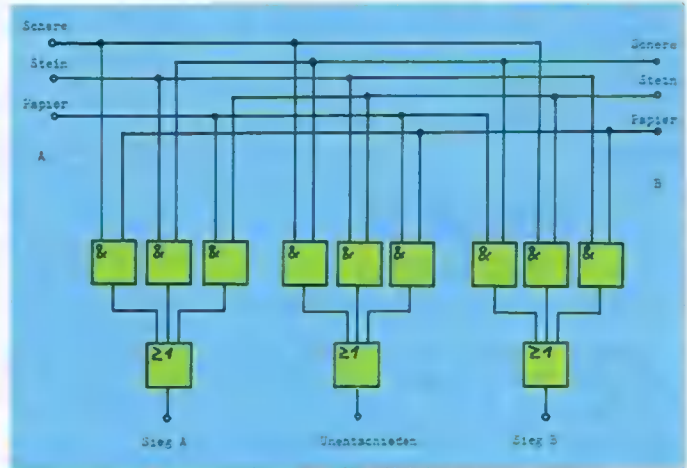 Schere
Stein
Papier
A
Schere
Stein
Papier
B
& & & & & & & & &
≥1 ≥1 ≥1
Sieg A Unentschieden Sieg B